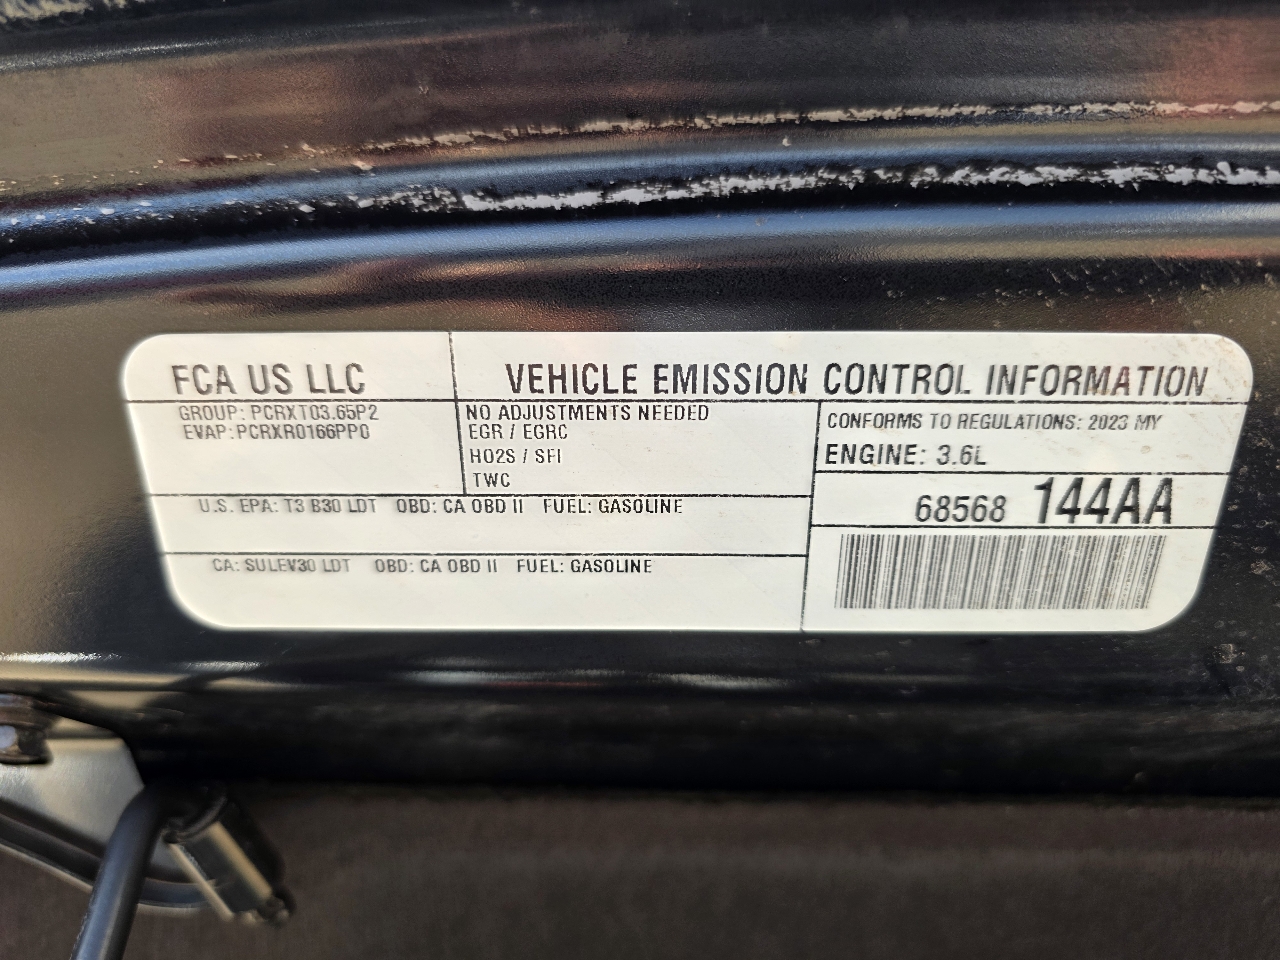 FCA US LLC
VEHICLE EMISSION CONTROL INFORMATION
GROUP: PCRXT03.65P2
EVAP: PCRXR0166PP0
NO ADJUSTMENTS NEEDED
EGR / EGRC
HO2S / SFI
TWC
CONFORMS TO REGULATIONS: 2023 MY
ENGINE: 3.6L
68568 144AA
U.S. EPA: T3 B30 LDT OBD: CA OBD II FUEL: GASOLINE
CA: SULEV30 LDT OBD: CA OBD II FUEL: GASOLINE